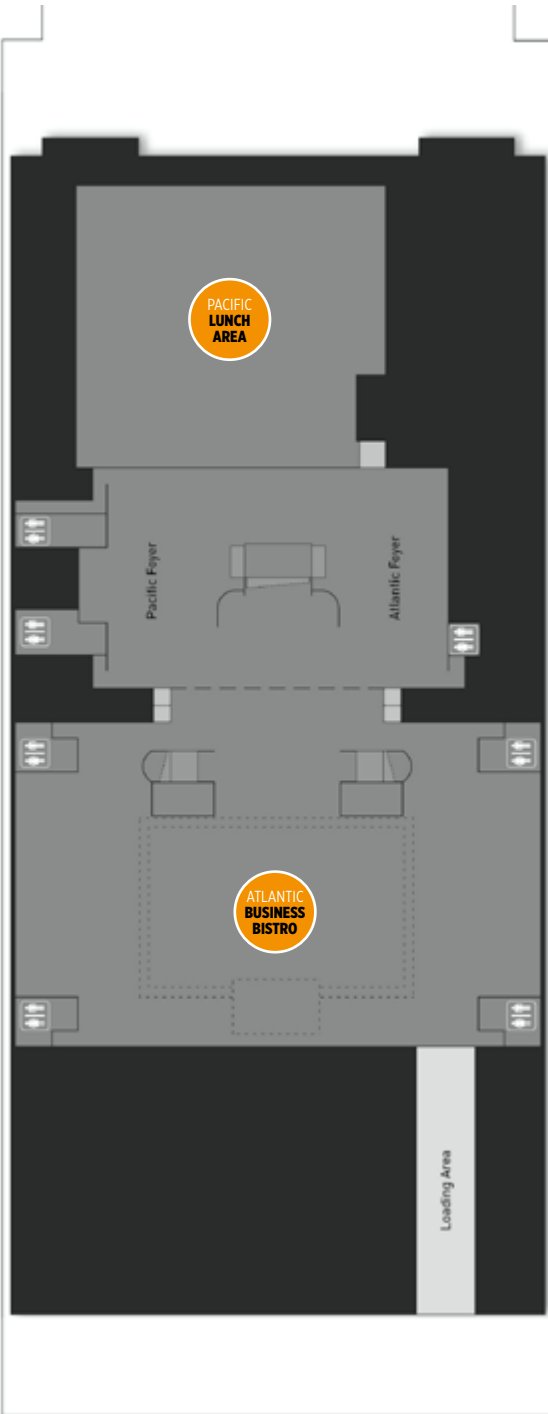 PACIFIC
LUNCH
AREA
Pacific Foyer
Atlantic Foyer
ATLANTIC
BUSINESS
BISTRO
Loading Area